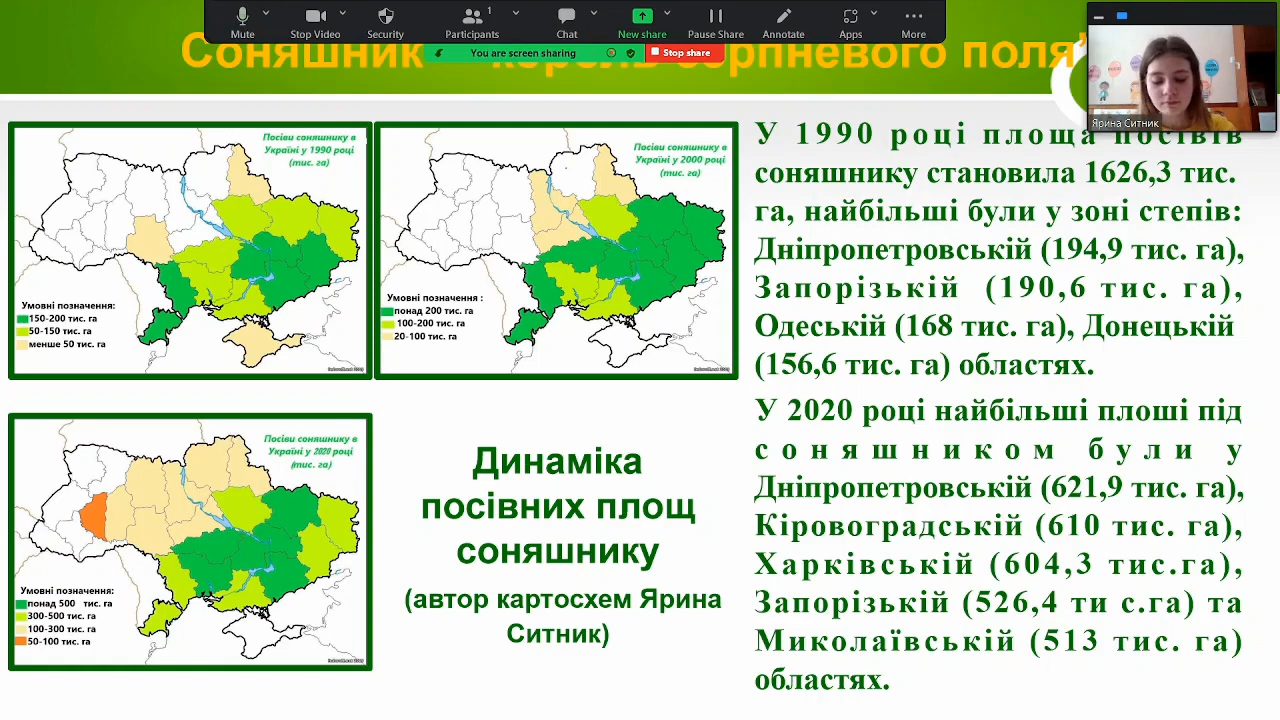 Mute
Stop Video
Security
Participants
1
Chat
New share
Pause Share
Annotate
Apps
More
You are screen sharing
Stop share
Соняшник
поля
Ярина Ситник
Посіви соняшнику в
Україні у 1990 році
(тис. га)
Умовні позначення:
150-200 тис. га
50-150 тис. га
менше 50 тис. га
Посіви соняшнику в
Україні у 2000 році
(тис. га)
Умовні позначення :
понад 200 тис. га
100-200 тис. га
20-100 тис. га
Посіви соняшнику в
Україні у 2020 році
(тис. га)
Умовні позначення:
понад 500 тис. га
300-500 тис. га
100-300 тис. га
50-100 тис. га
Динаміка
посівних площ
соняшнику
(автор картосхем Ярина
Ситник)
У 1990 році площа посівів
соняшнику становила 1626,3 тис.
га, найбільші були у зоні степів:
Дніпропетровській (194,9 тис. га),
Запорізькій (190,6 тис. га),
Одеській (168 тис. га), Донецькій
(156,6 тис. га) областях.
У 2020 році найбільші плоші під
соняшником були у
Дніпропетровській (621,9 тис. га),
Кіровоградській (610 тис. га),
Харківській (604,3 тис.га),
Запорізькій (526,4 ти с.га) та
Миколаївській (513 тис. га)
областях.